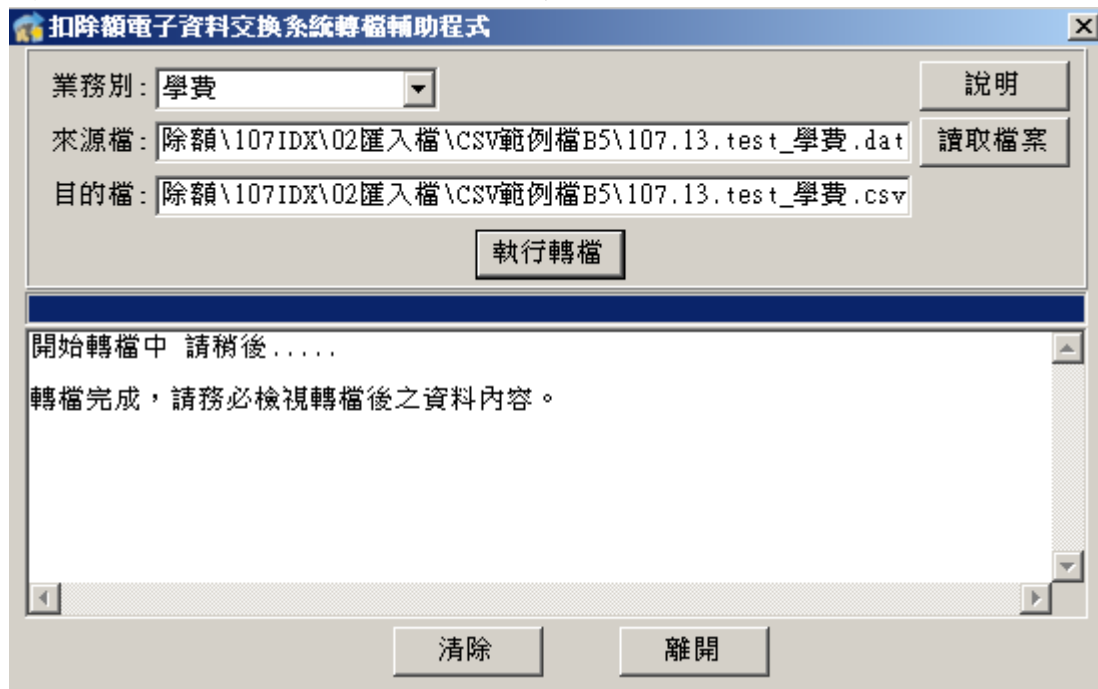 扣除額電子資料交換系統轉檔輔助程式
業務別: 學費 說明
來源檔: 除額\107IDX\02匯入檔\CSV範例檔B5\107.13.test_學費.dat 讀取檔案
目的檔: 除額\107IDX\02匯入檔\CSV範例檔B5\107.13.test_學費.csv
執行轉檔
開始轉檔中 請稍後.....
轉檔完成，請務必檢視轉檔後之資料內容。
清除 離開